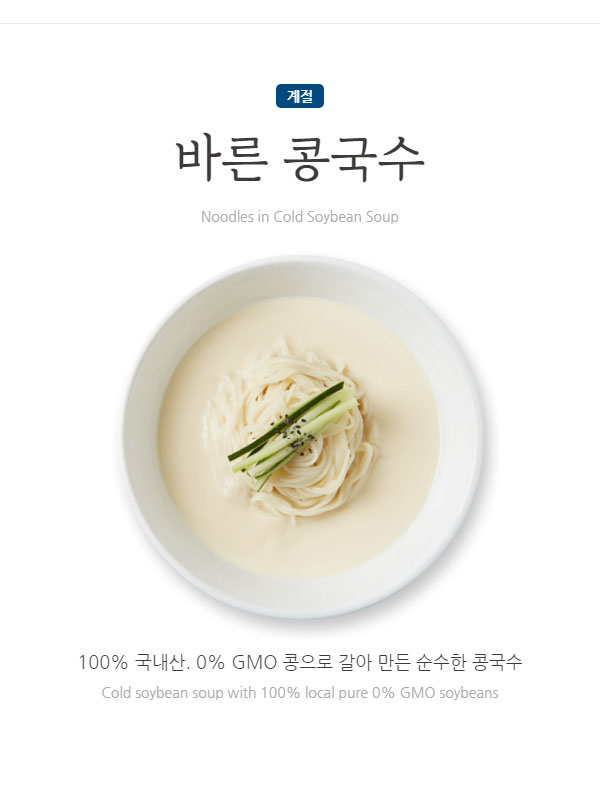 계절
바른 콩국수
Noodles in Cold Soybean Soup
100% 국내산. 0% GMO 콩으로 갈아 만든 순수한 콩국수
Cold soybean soup with 100% local pure 0% GMO soybeans